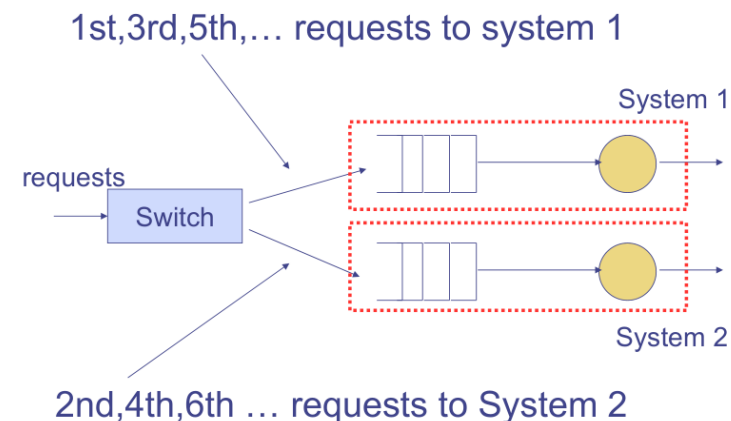 1st,3rd,5th,… requests to system 1
System 1
requests
Switch
System 2
2nd,4th,6th … requests to System 2